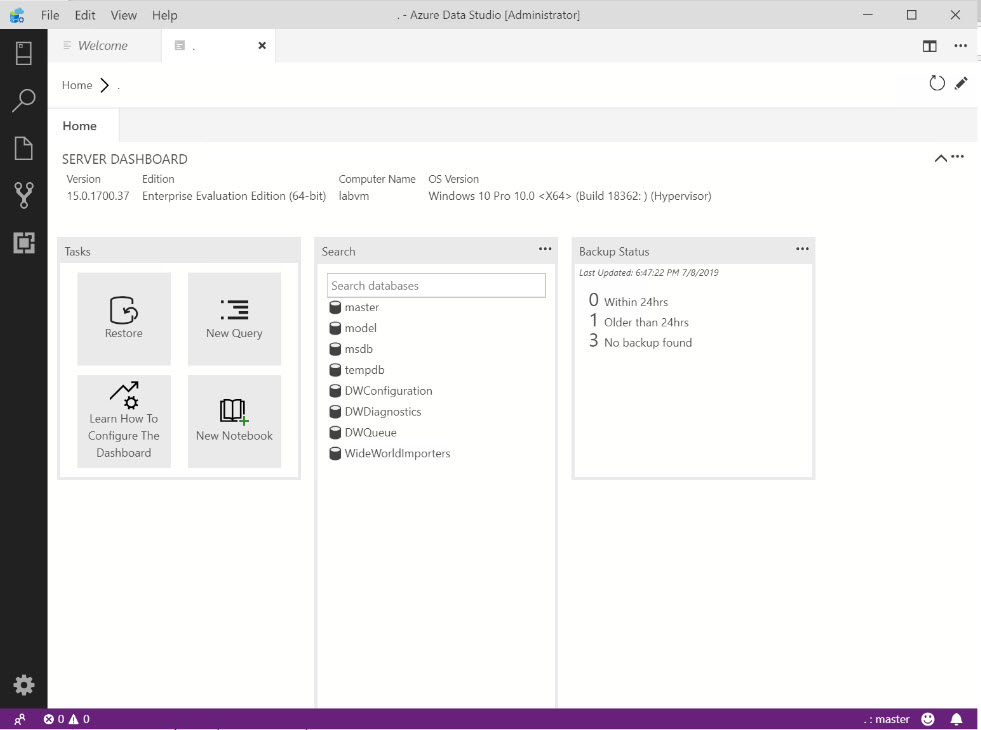 File Edit View Help . - Azure Data Studio [Administrator]
Welcome .
Home .
Home
SERVER DASHBOARD
Version Edition Computer Name OS Version
15.0.1700.37 Enterprise Evaluation Edition (64-bit) labvm Windows 10 Pro 10.0 <X64> (Build 18362: ) (Hypervisor)
Tasks
Restore
New Query
Learn How To
Configure The
Dashboard
New Notebook
Search
Search databases
master
model
msdb
tempdb
DWConfiguration
DWDiagnostics
DWQueue
WideWorldImporters
Backup Status
Last Updated: 6:47:22 PM 7/8/2019
0 Within 24hrs
1 Older than 24hrs
3 No backup found
0 0 . : master